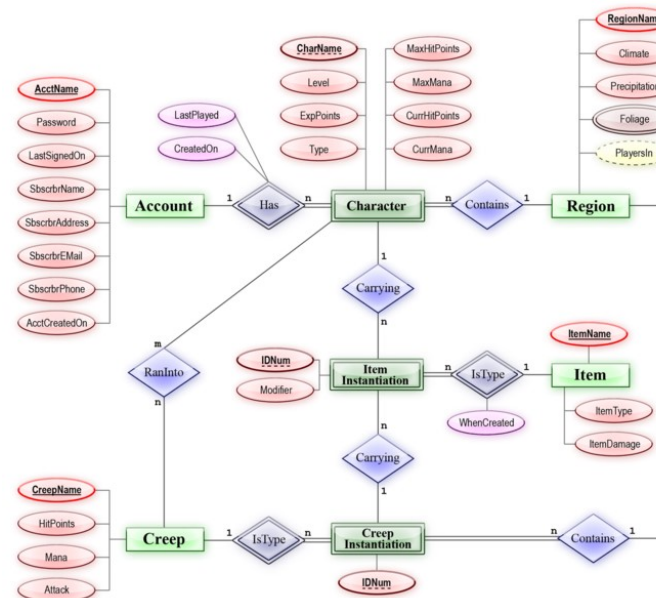 CharName
MaxHitPoints
RegionName
AcctName
Level
MaxMana
Climate
Password
LastPlayed
ExpPoints
CurrHitPoints
Precipitation
LastSignedOn
CreatedOn
Type
CurrMana
Foliage
SbscrbrName
PlayersIn
Account
1
Has
n
Character
n
Contains
1
Region
SbscrbrAddress
SbscrbrEMail
1
SbscrbrPhone
Carrying
AcctCreatedOn
m
n
ItemName
RanInto
IDNum
Modifier
Item
Instantiation
n
IsType
1
Item
n
n
WhenCreated
ItemType
Carrying
ItemDamage
CreepName
1
HitPoints
Creep
1
IsType
n
Creep
Instantiation
n
Contains
1
Mana
Attack
IDNum